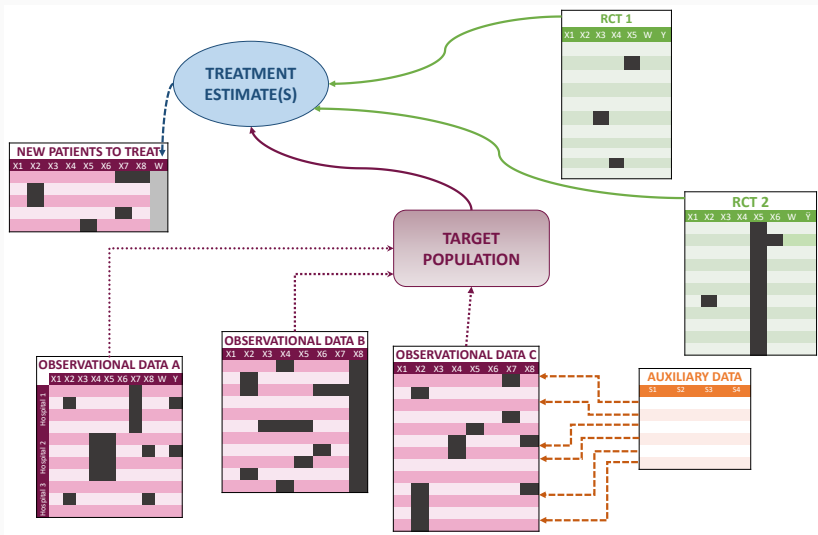 RCT 1
X1 X2 X3 X4 X5 W Y
TREATMENT
ESTIMATE(S)
NEW PATIENTS TO TREAT
X1 X2 X3 X4 X5 X6 X7 X8 W
RCT 2
X1 X2 X3 X4 X5 X6 W Ȳ
TARGET
POPULATION
OBSERVATIONAL DATA A
X1 X2 X3 X4 X5 X6 X7 X8 W Y
Hospital 1
Hospital 2
Hospital 3
OBSERVATIONAL DATA B
X1 X2 X3 X4 X5 X6 X7 X8
OBSERVATIONAL DATA C
X1 X2 X3 X4 X5 X6 X7 X8
AUXILIARY DATA
S1 S2 S3 S4